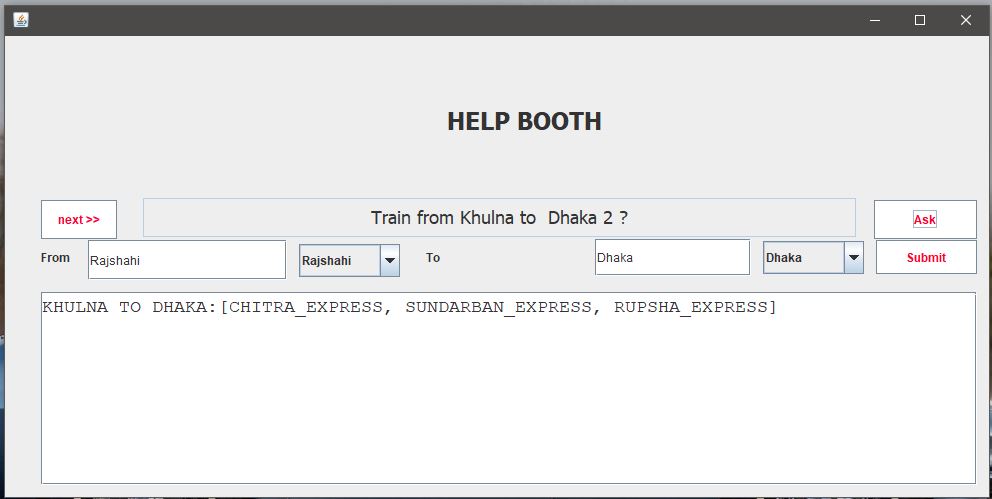 HELP BOOTH
next >>
Train from Khulna to  Dhaka 2 ?
Ask
From
Rajshahi
Rajshahi
To
Dhaka
Dhaka
Submit
KHULNA TO DHAKA:[CHITRA_EXPRESS, SUNDARBAN_EXPRESS, RUPSHA_EXPRESS]